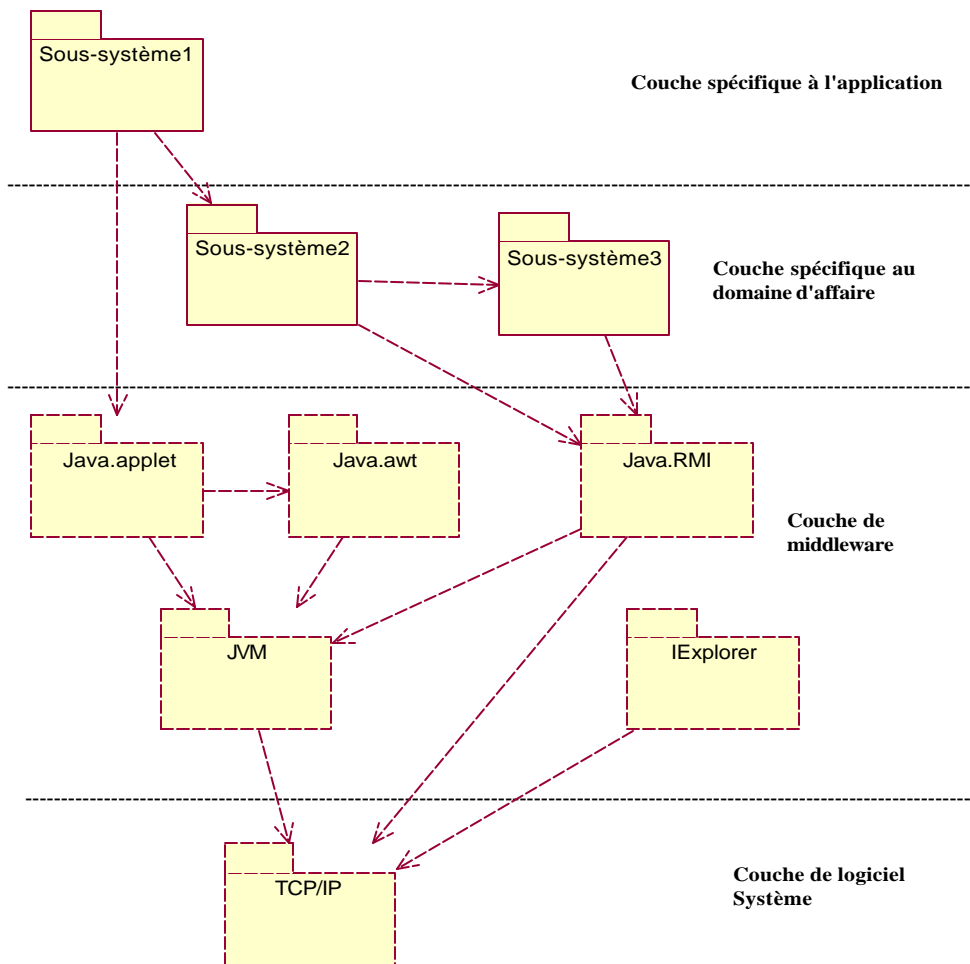 Sous-système1
Couche spécifique à l'application
Sous-système2
Sous-système3
Couche spécifique au
domaine d'affaire
Java.applet
Java.awt
Java.RMI
Couche de
middleware
JVM
IExplorer
TCP/IP
Couche de logiciel
Système